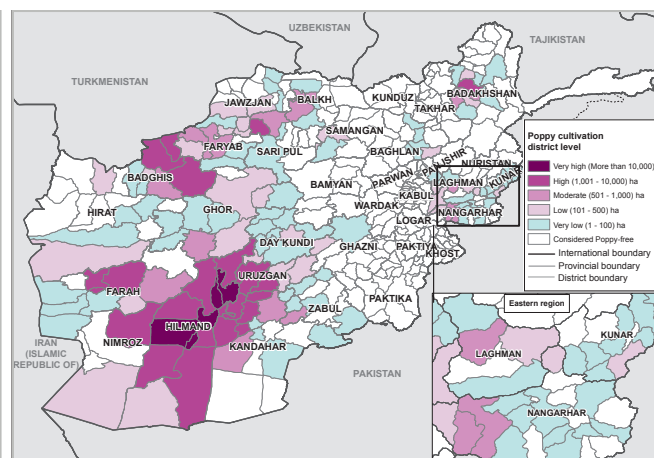 UZBEKISTAN
TAJIKISTAN
TURKMENISTAN
JAWZJAN
BALKH
KUNDUZ
BADAKHSHAN
TAKHAR
SAMANGAN
FARYAB
SARI PUL
BAGHLAN
PANJSHIR
NURISTAN
BADGHIS
BAMYAN
PARWAN
LAGHMAN
KUNAR
KABUL
HIRAT
GHOR
WARDAK
LOGAR
NANGARHAR
DAY KUNDI
GHAZNI
PAKTIYA
KHOST
URUZGAN
FARAH
ZABUL
PAKTIKA
HILMAND
NIMROZ
KANDAHAR
IRAN
(ISLAMIC
REPUBLIC OF)
PAKISTAN
Poppy cultivation
district level
Very high (More than 10,000)
High (1,001 - 10,000) ha
Moderate (501 - 1,000) ha
Low (101 - 500) ha
Very low (1 - 100) ha
Considered Poppy-free
International boundary
Provincial boundary
District boundary
Eastern region
KUNAR
LAGHMAN
NANGARHAR